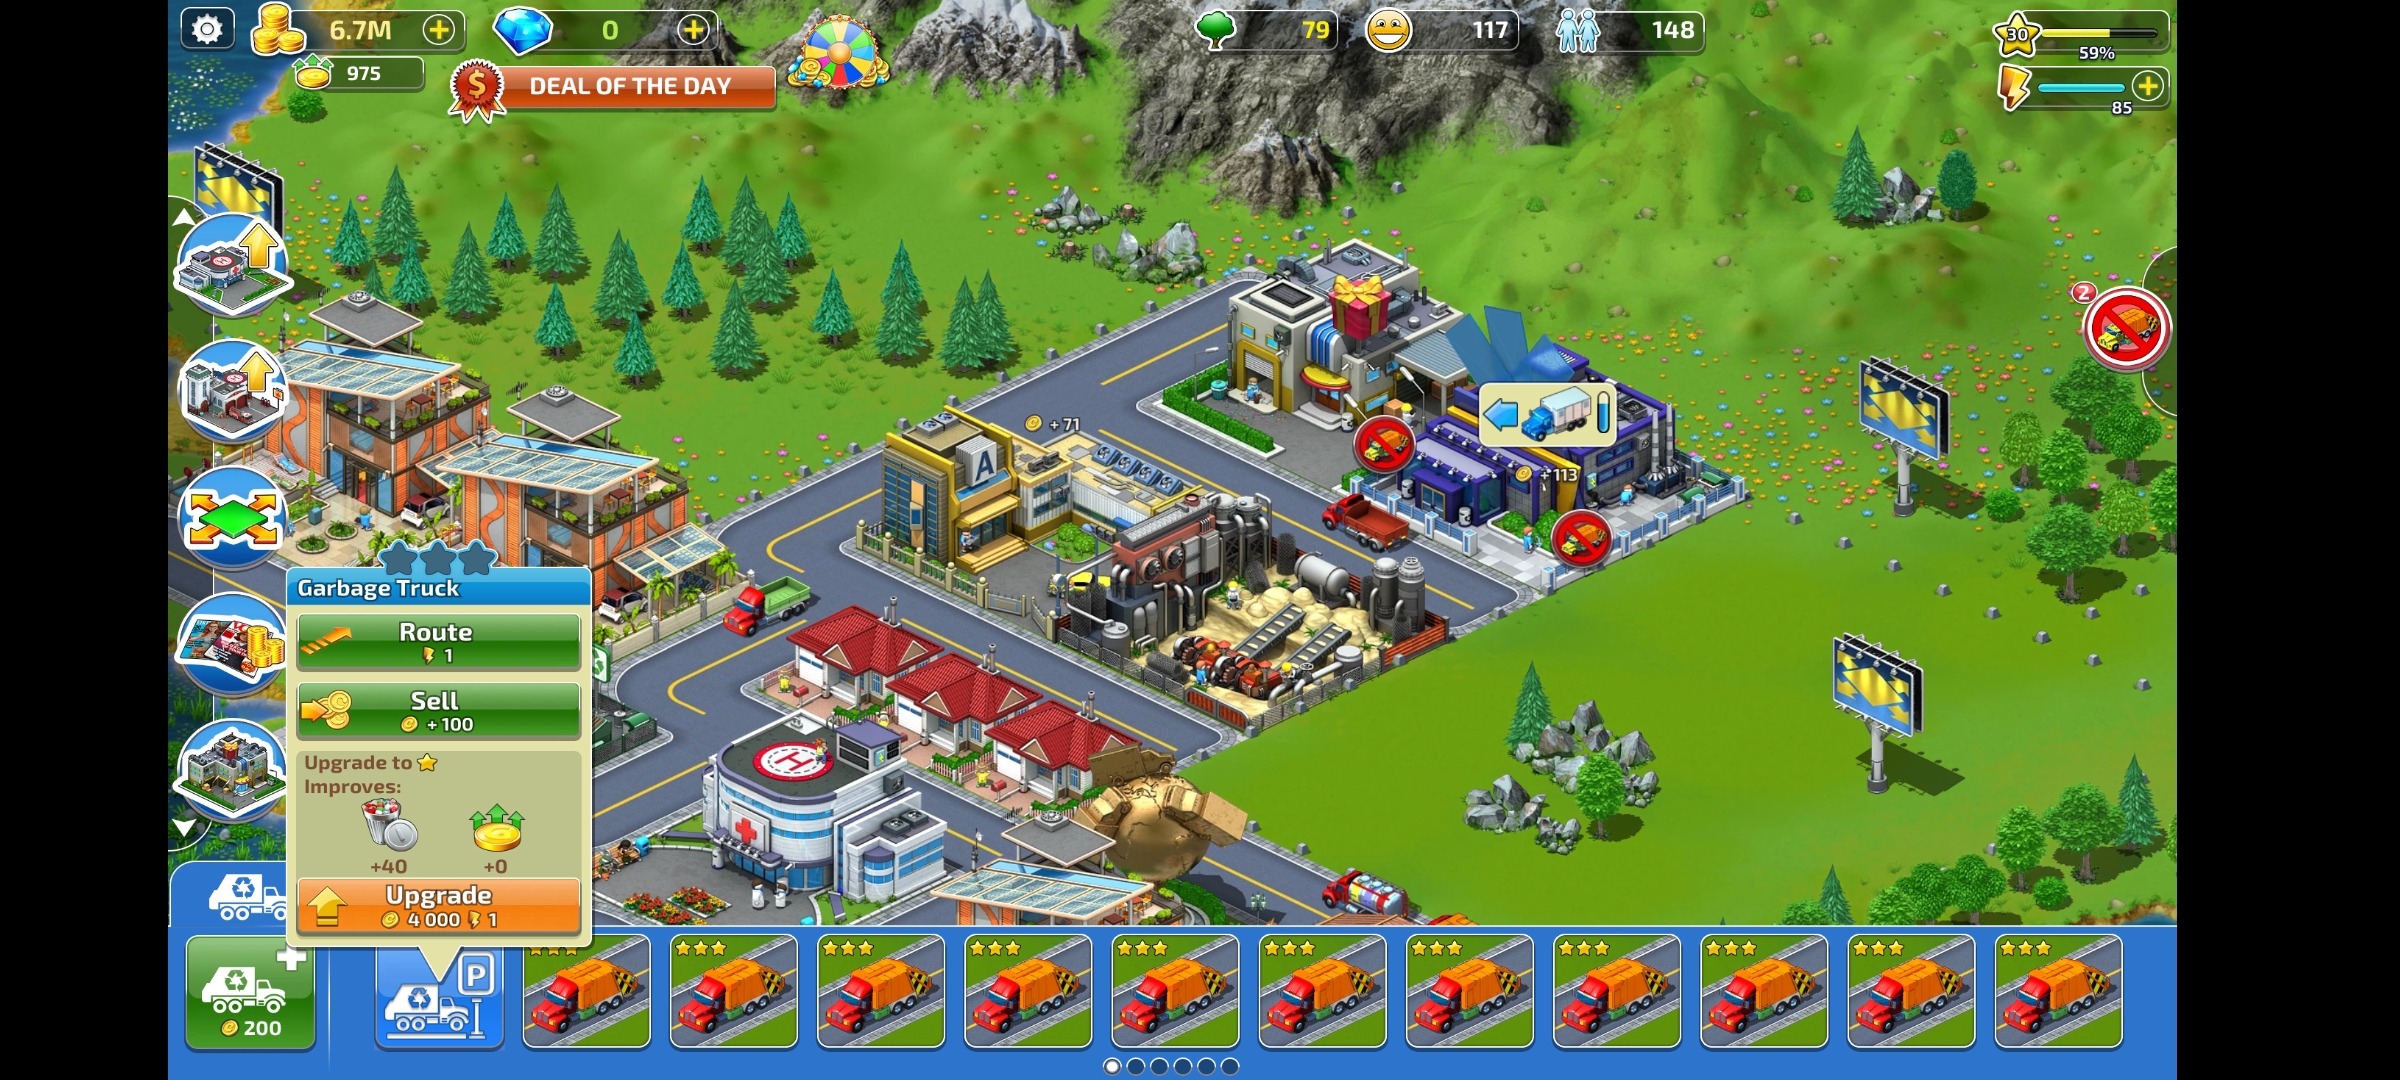 6.7M
0
975
DEAL OF THE DAY
79
117
148
30
59%
85
2
+71
+113
A
H
Garbage Truck
Route
1
Sell
+100
Upgrade to
Improves:
+40
+0
Upgrade
4 000 1
200
P